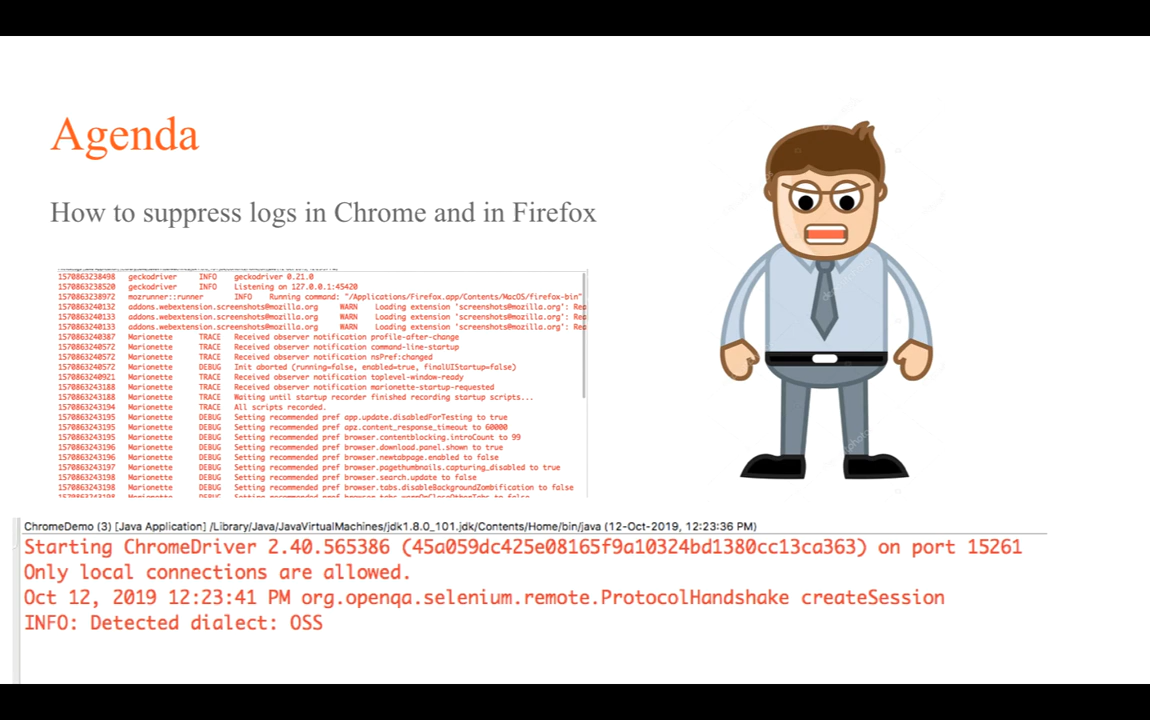 Agenda
How to suppress logs in Chrome and in Firefox
1570863238498 geckodriver INFO geckodriver 0.21.0
1570863238520 geckodriver INFO Listening on 127.0.0.1:45420
1570863238972 mozrunner::runner INFO Running command: "/Applications/Firefox.app/Contents/MacOS/firefox-bin"
1570863240132 addons.webextension.screenshots@mozilla.org WARN Loading extension 'screenshots@mozilla.org': Rea
1570863240133 addons.webextension.screenshots@mozilla.org WARN Loading extension 'screenshots@mozilla.org': Rea
1570863240133 addons.webextension.screenshots@mozilla.org WARN Loading extension 'screenshots@mozilla.org': Rea
1570863240387 Marionette TRACE Received observer notification profile-after-change
1570863240572 Marionette TRACE Received observer notification command-line-startup
1570863240572 Marionette TRACE Received observer notification nsPref:changed
1570863240572 Marionette DEBUG Init aborted (running=false, enabled=true, finalUIStartup=false)
1570863240921 Marionette TRACE Received observer notification toplevel-window-ready
1570863243188 Marionette TRACE Received observer notification marionette-startup-requested
1570863243188 Marionette TRACE Waiting until startup recorder finished recording startup scripts...
1570863243194 Marionette TRACE All scripts recorded.
1570863243195 Marionette DEBUG Setting recommended pref app.update.disabledForTesting to true
1570863243195 Marionette DEBUG Setting recommended pref apz.content_response_timeout to 60000
1570863243195 Marionette DEBUG Setting recommended pref browser.contentblocking.introCount to 99
1570863243196 Marionette DEBUG Setting recommended pref browser.download.panel.shown to true
1570863243196 Marionette DEBUG Setting recommended pref browser.newtabpage.enabled to false
1570863243197 Marionette DEBUG Setting recommended pref browser.pagethumbnails.capturing_disabled to true
1570863243198 Marionette DEBUG Setting recommended pref browser.search.update to false
1570863243198 Marionette DEBUG Setting recommended pref browser.tabs.disableBackgroundZombification to false
ChromeDemo (3) [Java Application] /Library/Java/JavaVirtualMachines/jdk1.8.0_101.jdk/Contents/Home/bin/java (12-Oct-2019, 12:23:36 PM)
Starting ChromeDriver 2.40.565386 (45a059dc425e08165f9a10324bd1380cc13ca363) on port 15261
Only local connections are allowed.
Oct 12, 2019 12:23:41 PM org.openqa.selenium.remote.ProtocolHandshake createSession
INFO: Detected dialect: OSS